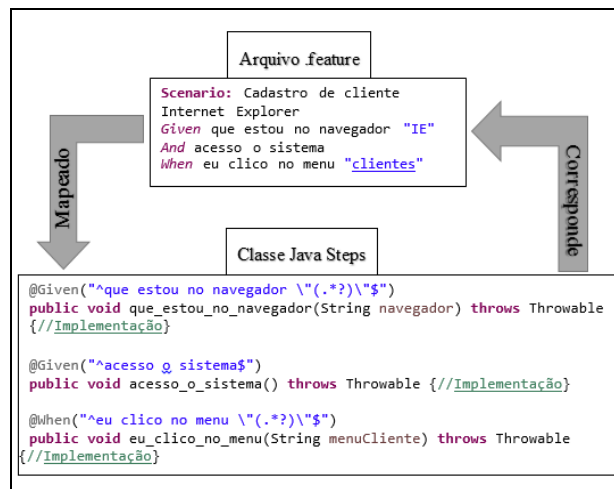 Arquivo .feature
Scenario: Cadastro de cliente
Internet Explorer
Given que estou no navegador "IE"
And acesso o sistema
When eu clico no menu "clientes"
Mapeado
Corresponde
Classe Java Steps
@Given("^que estou no navegador \"(.*?)\"$")
public void que_estou_no_navegador(String navegador) throws Throwable
{//Implementação}
@Given("^acesso o sistema$")
public void acesso_o_sistema() throws Throwable {//Implementação}
@When("^eu clico no menu \"(.*?)\"$")
public void eu_clico_no_menu(String menuCliente) throws Throwable
{//Implementação}